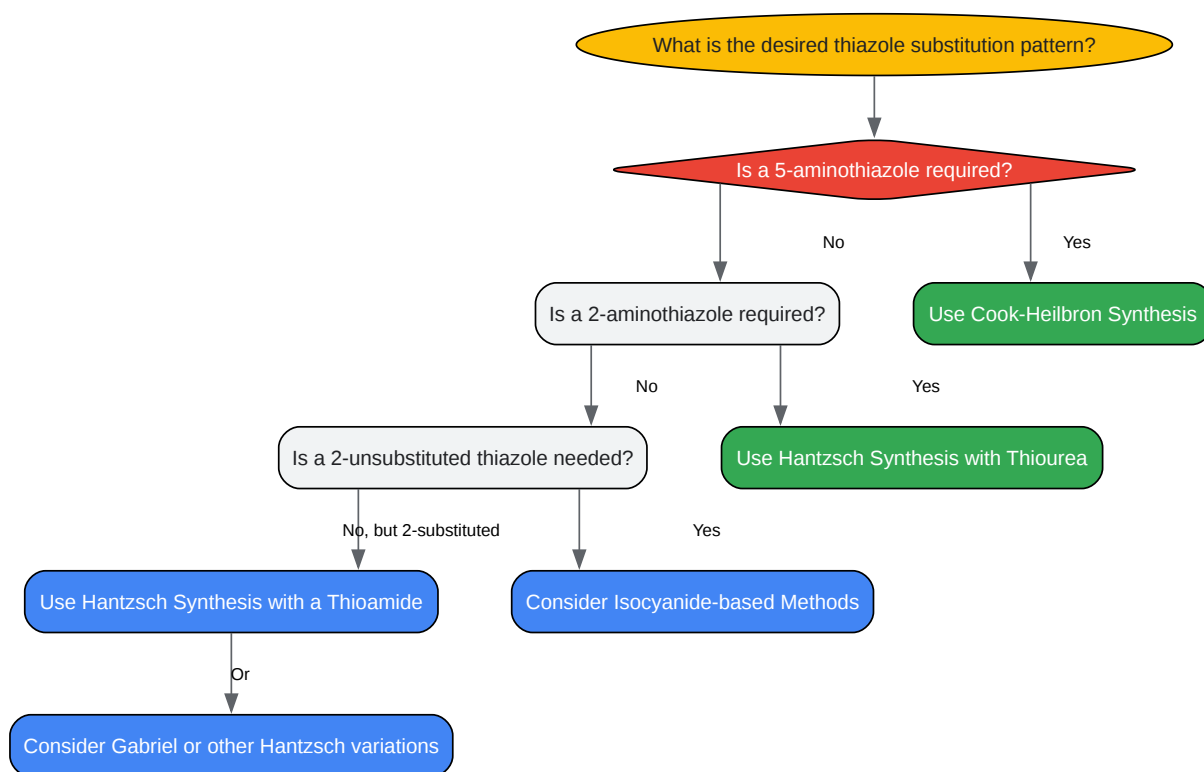 What is the desired thiazole substitution pattern?
Is a 5-aminothiazole required?
No
Yes
Is a 2-aminothiazole required?
Use Cook-Heilbron Synthesis
No
Yes
Is a 2-unsubstituted thiazole needed?
Use Hantzsch Synthesis with Thiourea
No, but 2-substituted
Yes
Use Hantzsch Synthesis with a Thioamide
Consider Isocyanide-based Methods
Or
Consider Gabriel or other Hantzsch variations